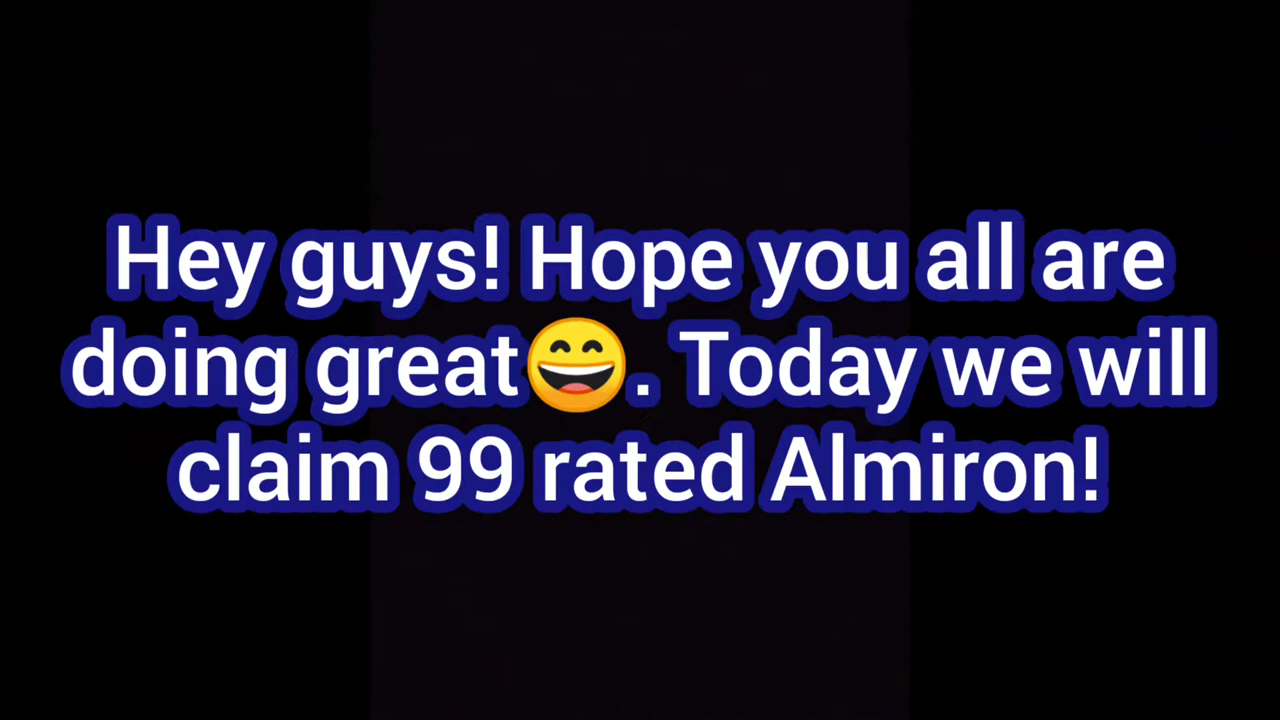 Hey guys! Hope you all are
doing great😄. Today we will
claim 99 rated Almiron!